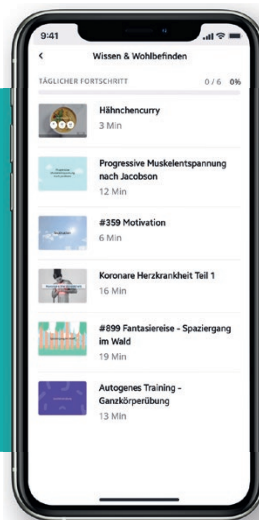 9:41
Wissen & Wohlbefinden
TÄGLICHER FORTSCHRITT 0 / 6 0%
Hähnchencurry
3 Min
Progressive Muskelentspannung
nach Jacobson
12 Min
#359 Motivation
6 Min
Koronare Herzkrankheit Teil 1
16 Min
#899 Fantasiereise - Spaziergang
im Wald
19 Min
Autogenes Training -
Ganzkörperübung
13 Min